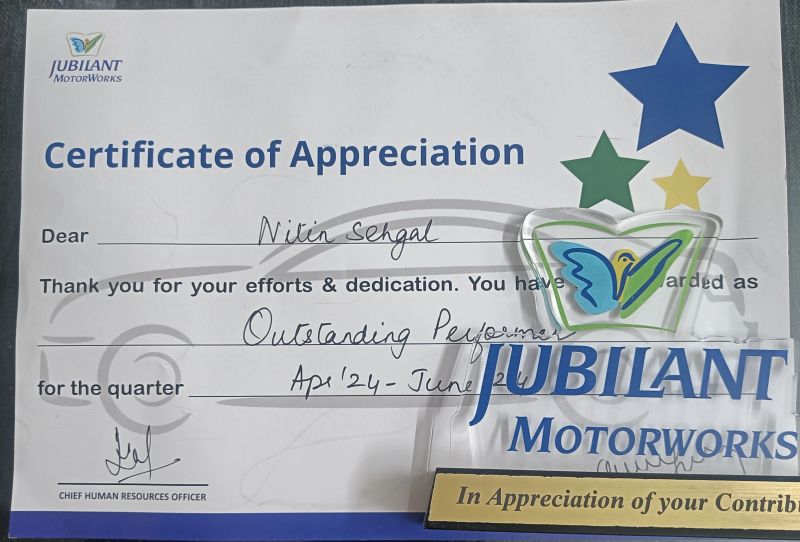 JUBILANT
MOTORWORKS
Certificate of Appreciation
Dear Nitin Sehgal
Thank you for your efforts & dedication. You have arded as
Outstanding Performer
for the quarter Apr '24 - June '24
CHIEF HUMAN RESOURCES OFFICER
JUBILANT
MOTORWORKS
In Appreciation of your Contrib